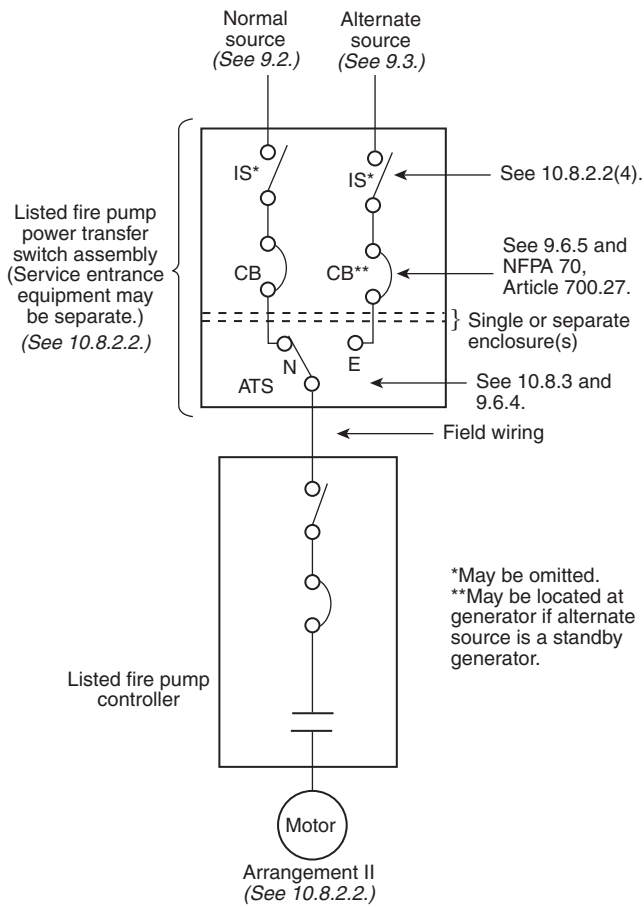 Normal
source
(See 9.2.)
Alternate
source
(See 9.3.)
IS*
IS*
See 10.8.2.2(4).
Listed fire pump
power transfer
switch assembly
(Service entrance
equipment may
be separate.)
(See 10.8.2.2.)
CB
CB**
See 9.6.5 and
NFPA 70,
Article 700.27.
Single or separate
enclosure(s)
N
E
ATS
See 10.8.3 and
9.6.4.
Field wiring
*May be omitted.
**May be located at
generator if alternate
source is a standby
generator.
Listed fire pump
controller
Motor
Arrangement II
(See 10.8.2.2.)